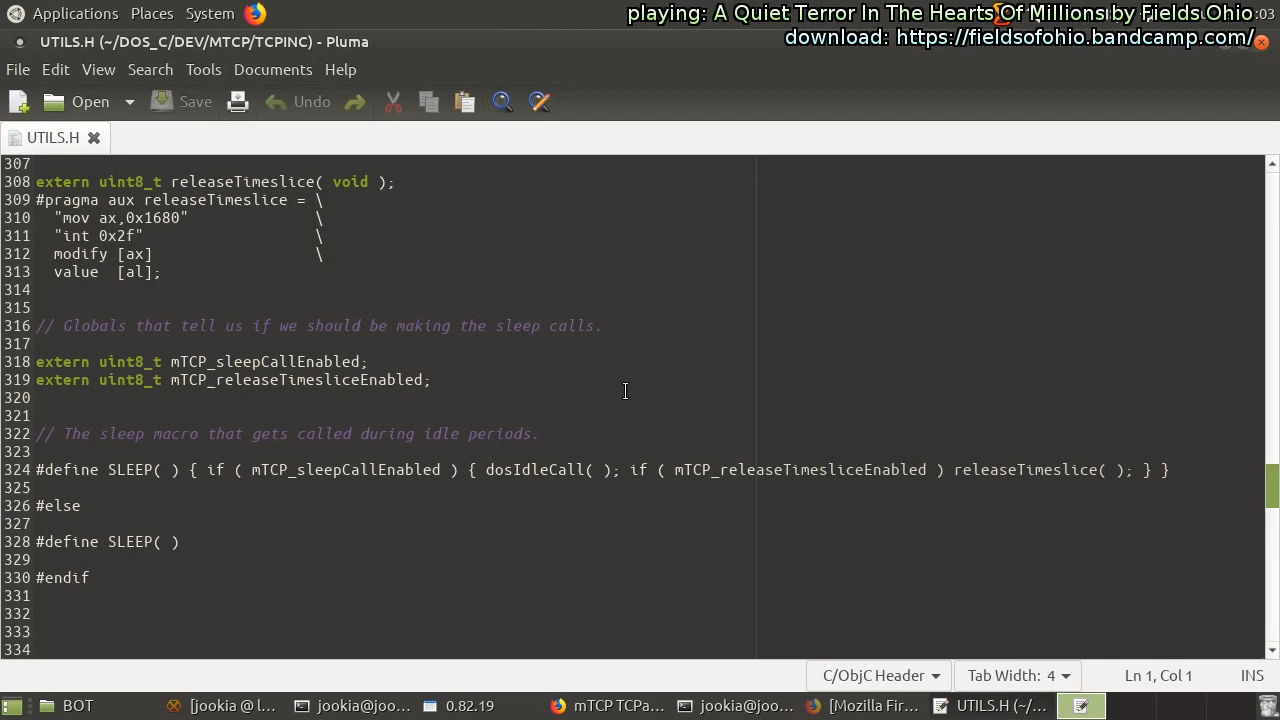 Applications Places System
playing: A Quiet Terror In The Hearts Of Millions by Fields Ohio
:03
download: https://fieldsofohio.bandcamp.com/
UTILS.H (~/DOS_C/DEV/MTCP/TCPINC) - Pluma
File Edit View Search Tools Documents Help
Open Save Undo
UTILS.H
307
308 extern uint8_t releaseTimeslice( void );
309 #pragma aux releaseTimeslice = \
310 "mov ax,0x1680" \
311 "int 0x2f" \
312 modify [ax] \
313 value [al];
314
315
316 // Globals that tell us if we should be making the sleep calls.
317
318 extern uint8_t mTCP_sleepCallEnabled;
319 extern uint8_t mTCP_releaseTimesliceEnabled;
320
321
322 // The sleep macro that gets called during idle periods.
323
324 #define SLEEP( ) { if ( mTCP_sleepCallEnabled ) { dosIdleCall( ); if ( mTCP_releaseTimesliceEnabled ) releaseTimeslice( ); } }
325
326 #else
327
328 #define SLEEP( )
329
330 #endif
331
332
333
334
C/ObjC Header Tab Width: 4 Ln 1, Col 1 INS
BOT [jookia @ l... jookia@joo... 0.82.19 mTCP TCPa... jookia@joo... [Mozilla Fir... UTILS.H (~/...